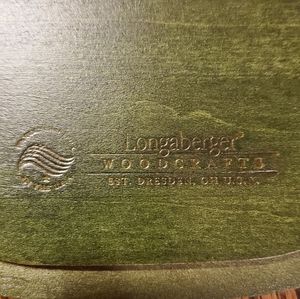 Longaberger®
WOODCRAFTS
EST. DRESDEN, OH U.S.A.